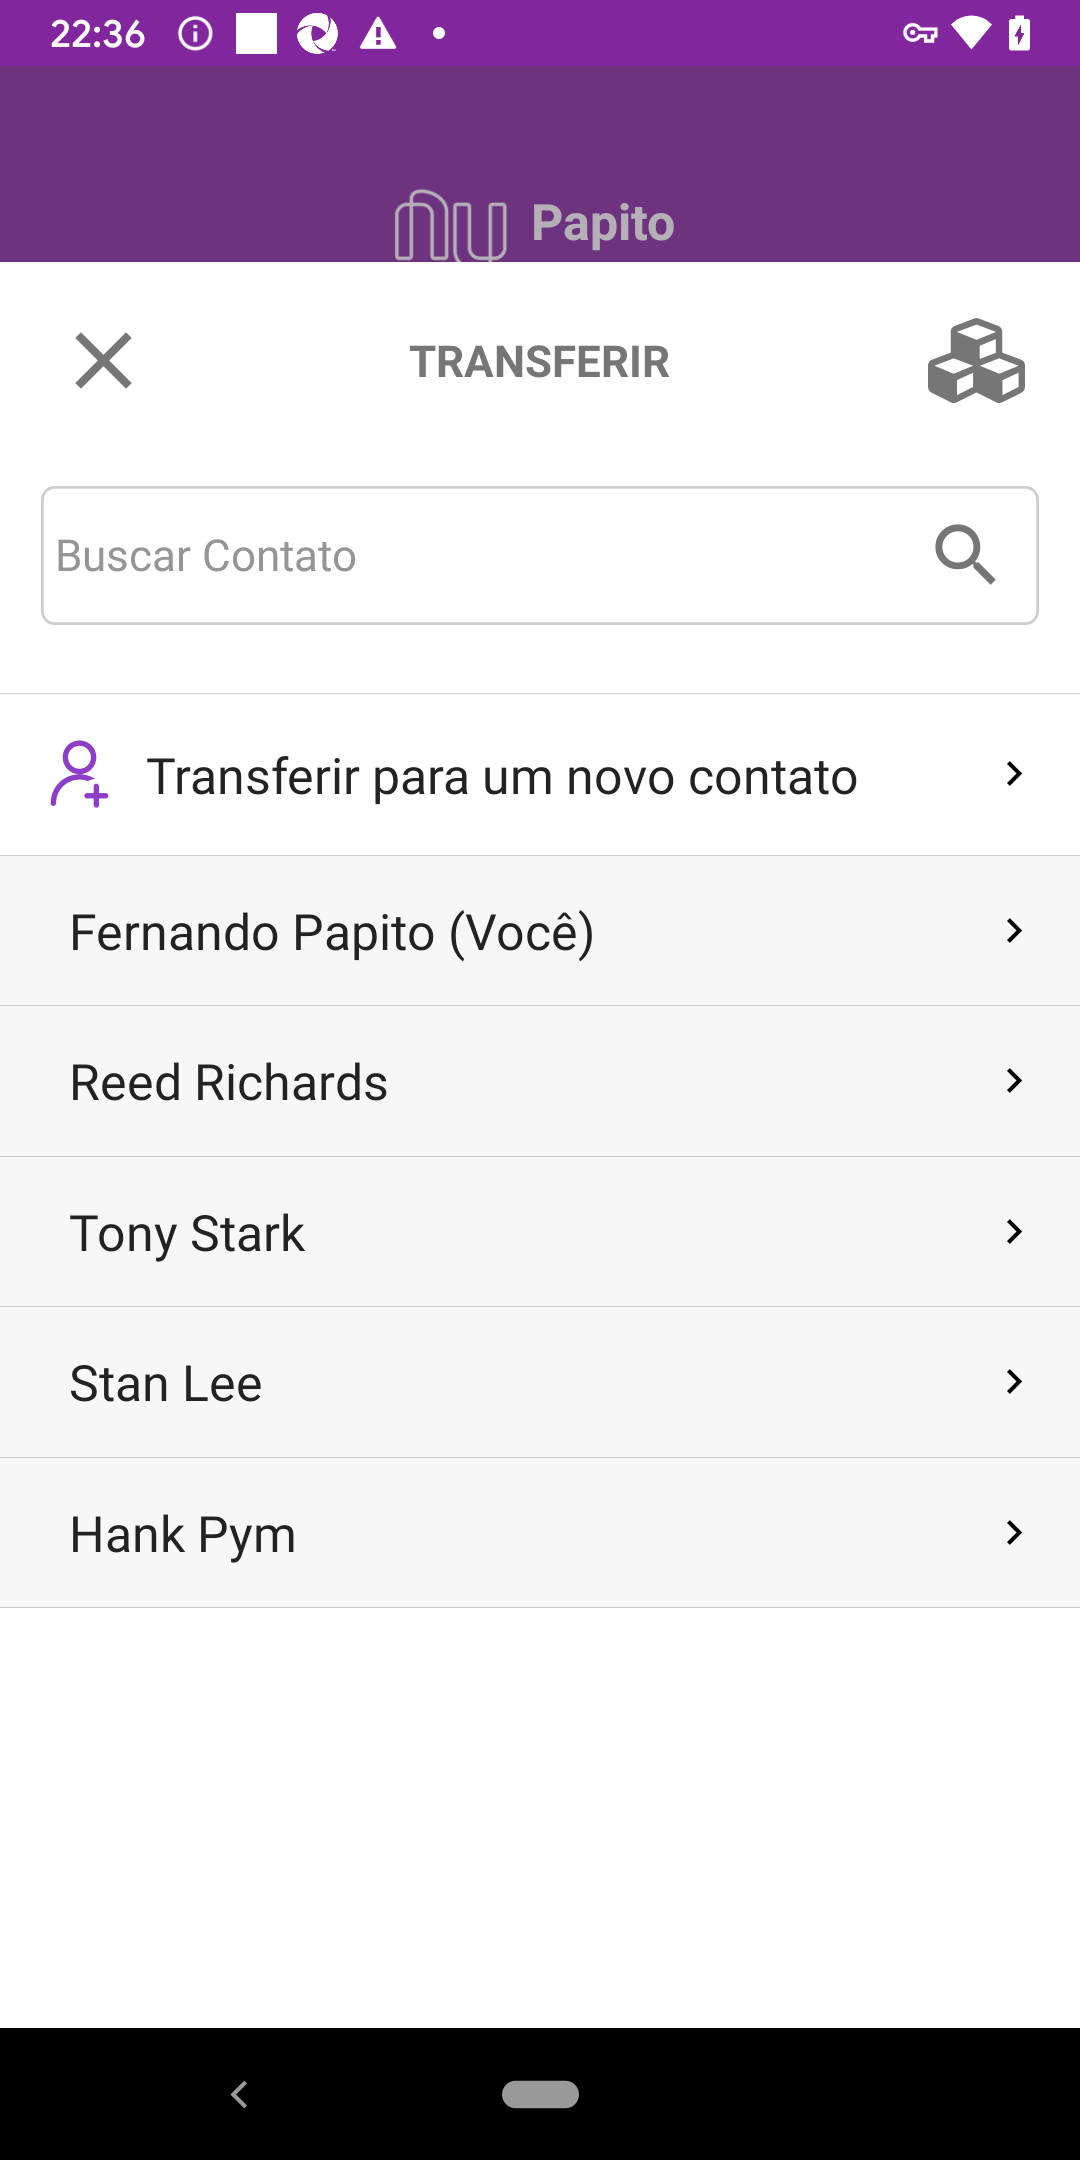 22:36
nu Papito
TRANSFERIR
Buscar Contato
Transferir para um novo contato
Fernando Papito (Você)
Reed Richards
Tony Stark
Stan Lee
Hank Pym